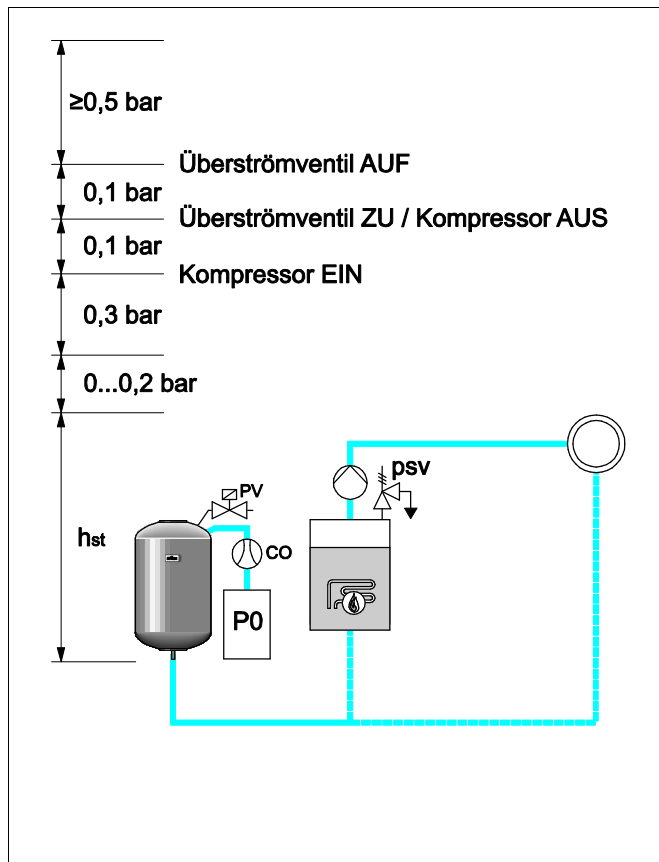 ≥0,5 bar
Überströmventil AUF
0,1 bar
Überströmventil ZU / Kompressor AUS
0,1 bar
Kompressor EIN
0,3 bar
0...0,2 bar
psv
PV
hst
CO
P0